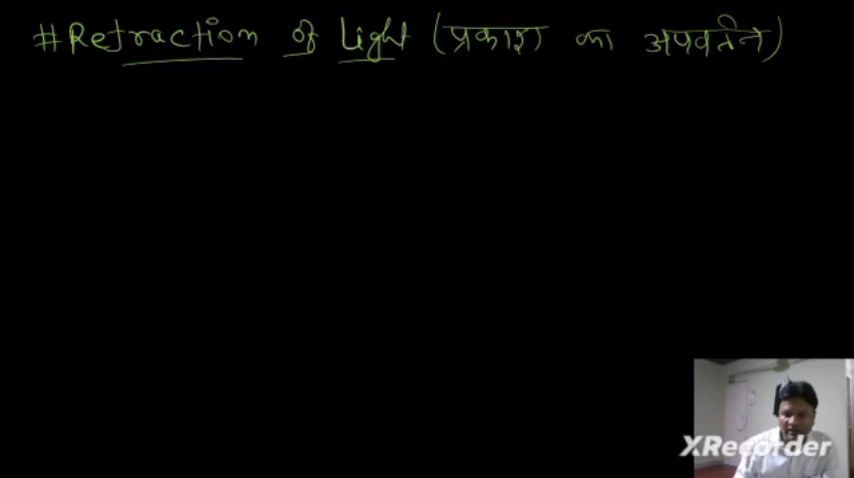 #Refraction of Light (प्रकाश का अपवर्तन)
XRecorder